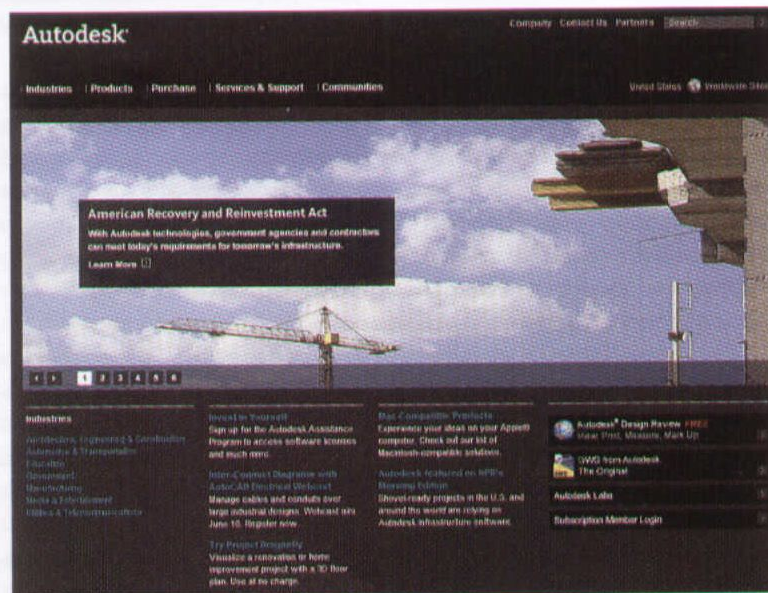 Autodesk®
Company Contact Us Partners Search
Industries | Products | Purchase | Services & Support | Communities
United States Worldwide Sites
American Recovery and Reinvestment Act
With Autodesk technologies, government agencies and contractors
can meet today's requirements for tomorrow's infrastructure.
Learn More
1 2 3 4 5 6
Industries
Architecture, Engineering & Construction
Automotive & Transportation
Education
Government
Manufacturing
Media & Entertainment
Utilities & Telecommunications
Invest in Yourself
Sign up for the Autodesk Assistance
Program to access software licenses
and much more.
Inter-Connect Diagrams with
AutoCAD Electrical Webcast
Manage cables and conduits over
large industrial designs. Webcast airs
June 10. Register now.
Try Project Dragonfly
Visualize a renovation or home
improvement project with a 3D floor
plan. Use at no charge.
Mac-Compatible Products
Experience your ideas on your Apple®
computer. Check out our list of
Macintosh-compatible solutions.
Autodesk featured on NPR's
Morning Edition
Shovel-ready projects in the U.S. and
around the world are relying on
Autodesk infrastructure software.
Autodesk® Design Review FREE
View, Print, Measure, Mark Up
DWG from Autodesk
The Original
Autodesk Labs
Subscription Member Login